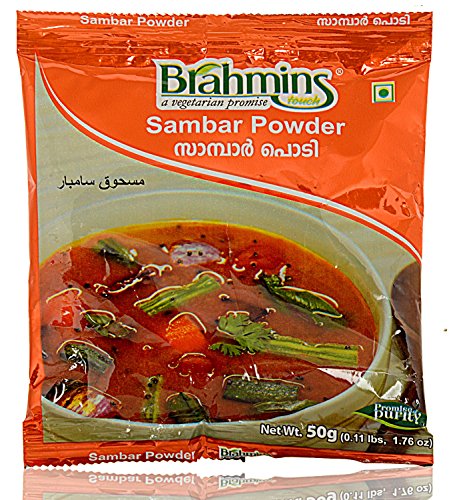 Sambar Powder
സാമ്പാർ പൊടി
Brahmins®
a vegetarian promise touch
Sambar Powder
സാമ്പാർ പൊടി
مسحوق سامبار
Promise of
purity
Net Wt. 50g (0.11 lbs, 1.76 oz)
Sambar Powder
സാമ്പാർ പൊടി